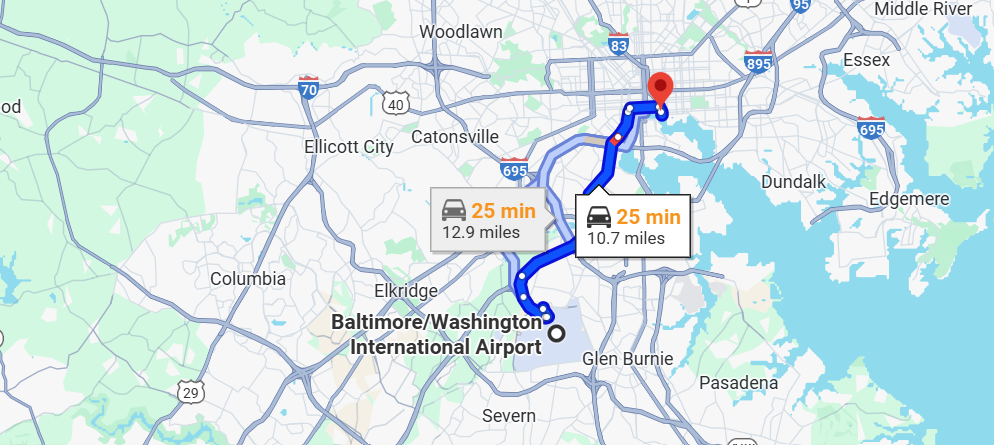 Middle River
95
Woodlawn
83
895
Essex
70
40
ood
Catonsville
Ellicott City
695
695
Dundalk
Edgemere
25 min
12.9 miles
25 min
10.7 miles
Columbia
Elkridge
Baltimore/Washington
International Airport
Glen Burnie
29
Pasadena
Severn